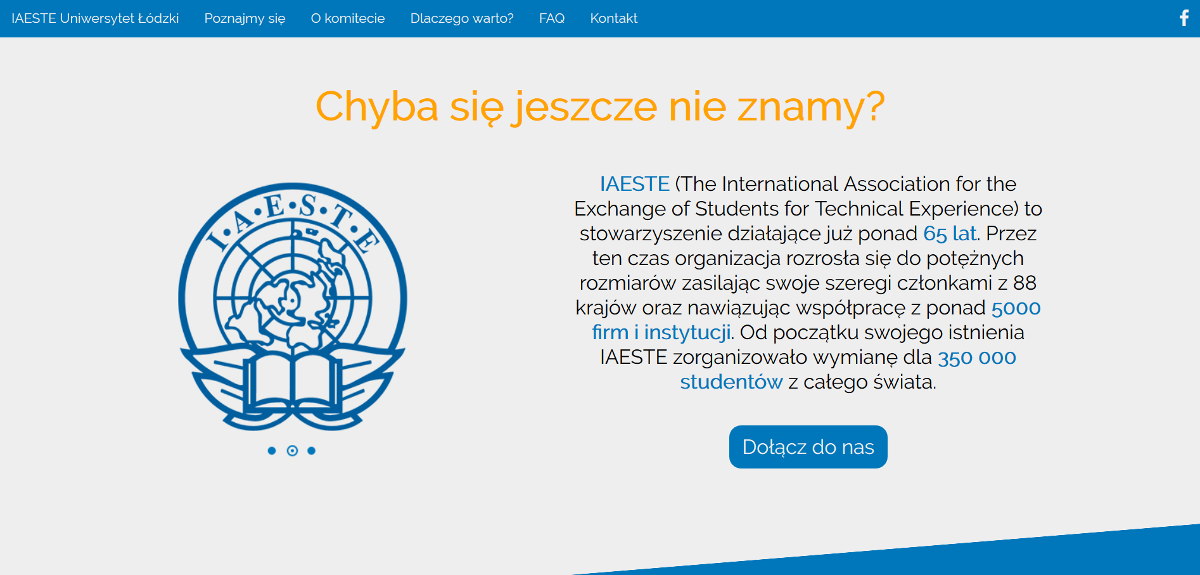 IAESTE Uniwersytet Łódzki Poznajmy się O komitecie Dlaczego warto? FAQ Kontakt
Chyba się jeszcze nie znamy?
I.A.E.S.T.E
IAESTE (The International Association for the
Exchange of Students for Technical Experience) to
stowarzyszenie działające już ponad 65 lat. Przez
ten czas organizacja rozrosła się do potężnych
rozmiarów zasilając swoje szeregi członkami z 88
krajów oraz nawiązując współpracę z ponad 5000
firm i instytucji. Od początku swojego istnienia
IAESTE zorganizowało wymianę dla 350 000
studentów z całego świata.
Dołącz do nas